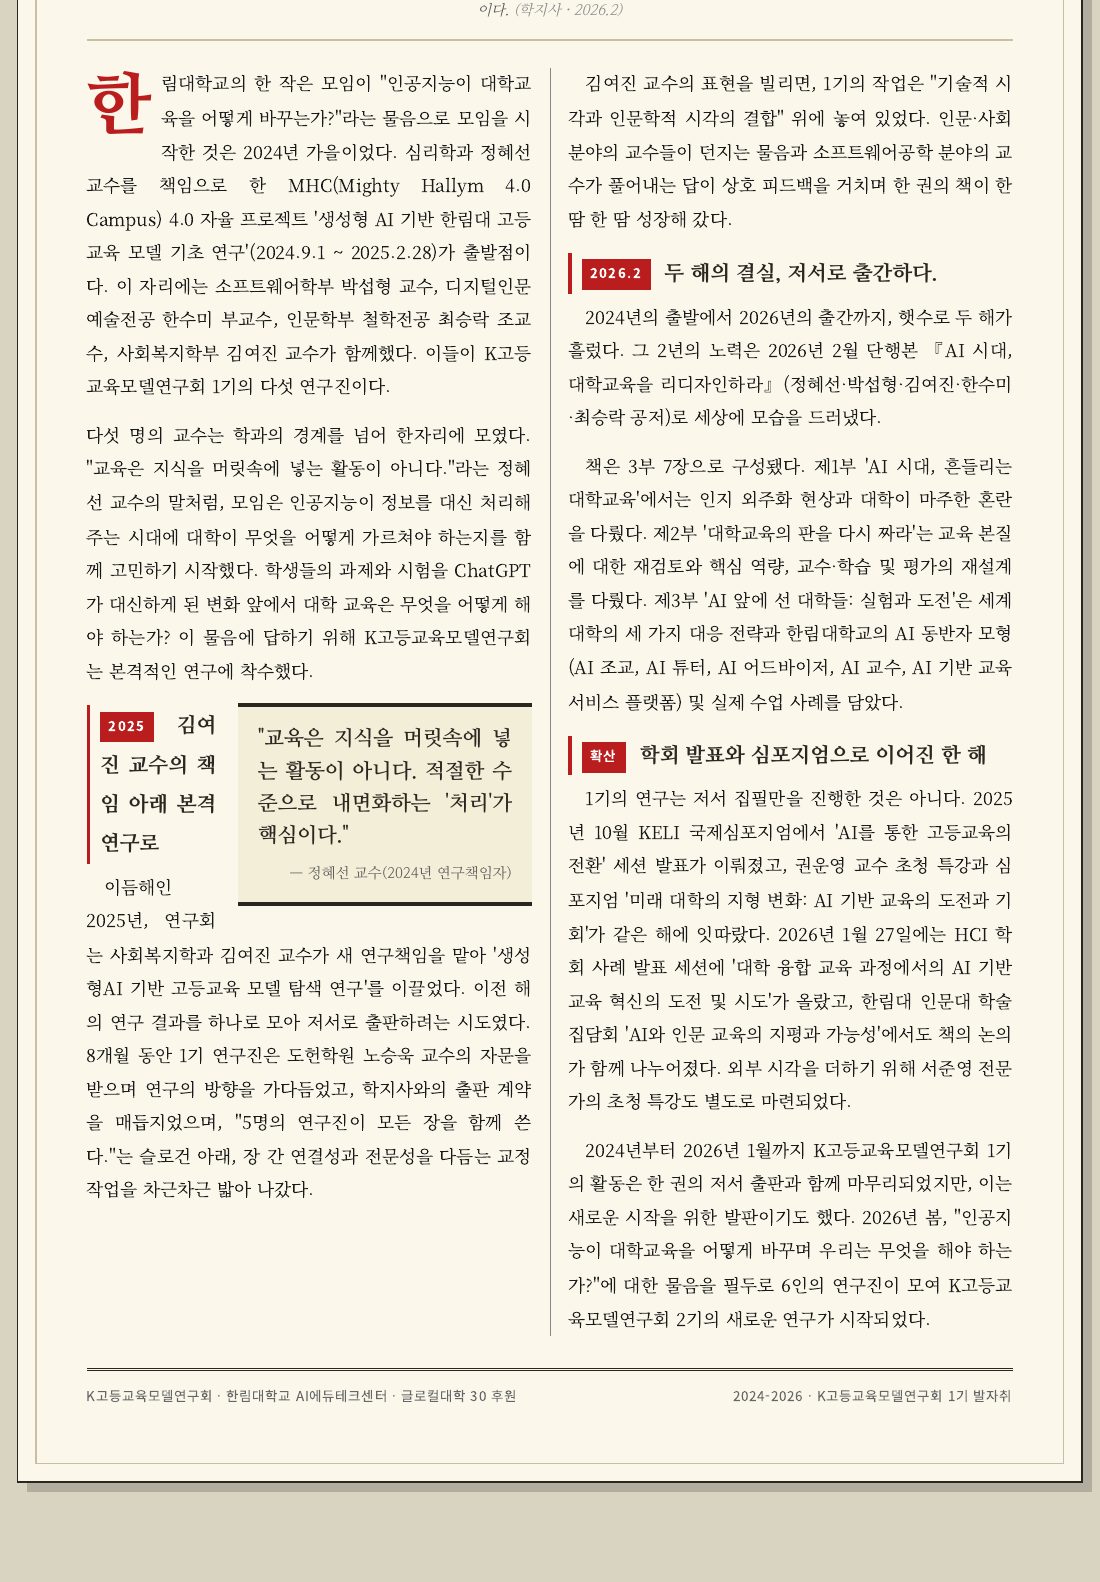 이다. (학지사 · 2026.2)
한림대학교의 한 작은 모임이 "인공지능이 대학교
육을 어떻게 바꾸는가?"라는 물음으로 모임을 시
작한 것은 2024년 가을이었다. 심리학과 정혜선
교수를 책임으로 한 MHC(Mighty Hallym 4.0
Campus) 4.0 자율 프로젝트 '생성형 AI 기반 한림대 고등
교육 모델 기초 연구'(2024.9.1 ~ 2025.2.28)가 출발점이
다. 이 자리에는 소프트웨어학부 박섭형 교수, 디지털인문
예술전공 한수미 부교수, 인문학부 철학전공 최승락 조교
수, 사회복지학부 김여진 교수가 함께했다. 이들이 K고등
교육모델연구회 1기의 다섯 연구진이다.
다섯 명의 교수는 학과의 경계를 넘어 한자리에 모였다.
"교육은 지식을 머릿속에 넣는 활동이 아니다."라는 정혜
선 교수의 말처럼, 모임은 인공지능이 정보를 대신 처리해
주는 시대에 대학이 무엇을 어떻게 가르쳐야 하는지를 함
께 고민하기 시작했다. 학생들의 과제와 시험을 ChatGPT
가 대신하게 된 변화 앞에서 대학 교육은 무엇을 어떻게 해
야 하는가? 이 물음에 답하기 위해 K고등교육모델연구회
는 본격적인 연구에 착수했다.
"교육은 지식을 머릿속에 넣
는 활동이 아니다. 적절한 수
준으로 내면화하는 '처리'가
핵심이다."
— 정혜선 교수(2024년 연구책임자)
2025 김여
진 교수의 책
임 아래 본격
연구로
이듬해인
2025년, 연구회
는 사회복지학과 김여진 교수가 새 연구책임을 맡아 '생성
형AI 기반 고등교육 모델 탐색 연구'를 이끌었다. 이전 해
의 연구 결과를 하나로 모아 저서로 출판하려는 시도였다.
8개월 동안 1기 연구진은 도헌학원 노승욱 교수의 자문을
받으며 연구의 방향을 가다듬었고, 학지사와의 출판 계약
을 매듭지었으며, "5명의 연구진이 모든 장을 함께 쓴
다."는 슬로건 아래, 장 간 연결성과 전문성을 다듬는 교정
작업을 차근차근 밟아 나갔다.
김여진 교수의 표현을 빌리면, 1기의 작업은 "기술적 시
각과 인문학적 시각의 결합" 위에 놓여 있었다. 인문·사회
분야의 교수들이 던지는 물음과 소프트웨어공학 분야의 교
수가 풀어내는 답이 상호 피드백을 거치며 한 권의 책이 한
땀 한 땀 성장해 갔다.
2026.2 두 해의 결실, 저서로 출간하다.
2024년의 출발에서 2026년의 출간까지, 햇수로 두 해가
흘렀다. 그 2년의 노력은 2026년 2월 단행본 『AI 시대,
대학교육을 리디자인하라』(정혜선·박섭형·김여진·한수미
·최승락 공저)로 세상에 모습을 드러냈다.
책은 3부 7장으로 구성됐다. 제1부 'AI 시대, 흔들리는
대학교육'에서는 인지 외주화 현상과 대학이 마주한 혼란
을 다뤘다. 제2부 '대학교육의 판을 다시 짜라'는 교육 본질
에 대한 재검토와 핵심 역량, 교수·학습 및 평가의 재설계
를 다뤘다. 제3부 'AI 앞에 선 대학들: 실험과 도전'은 세계
대학의 세 가지 대응 전략과 한림대학교의 AI 동반자 모형
(AI 조교, AI 튜터, AI 어드바이저, AI 교수, AI 기반 교육
서비스 플랫폼) 및 실제 수업 사례를 담았다.
확산 학회 발표와 심포지엄으로 이어진 한 해
1기의 연구는 저서 집필만을 진행한 것은 아니다. 2025
년 10월 KELI 국제심포지엄에서 'AI를 통한 고등교육의
전환' 세션 발표가 이뤄졌고, 권운영 교수 초청 특강과 심
포지엄 '미래 대학의 지형 변화: AI 기반 교육의 도전과 기
회'가 같은 해에 잇따랐다. 2026년 1월 27일에는 HCI 학
회 사례 발표 세션에 '대학 융합 교육 과정에서의 AI 기반
교육 혁신의 도전 및 시도'가 올랐고, 한림대 인문대 학술
집담회 'AI와 인문 교육의 지평과 가능성'에서도 책의 논의
가 함께 나누어졌다. 외부 시각을 더하기 위해 서준영 전문
가의 초청 특강도 별도로 마련되었다.
2024년부터 2026년 1월까지 K고등교육모델연구회 1기
의 활동은 한 권의 저서 출판과 함께 마무리되었지만, 이는
새로운 시작을 위한 발판이기도 했다. 2026년 봄, "인공지
능이 대학교육을 어떻게 바꾸며 우리는 무엇을 해야 하는
가?"에 대한 물음을 필두로 6인의 연구진이 모여 K고등교
육모델연구회 2기의 새로운 연구가 시작되었다.
K고등교육모델연구회 · 한림대학교 AI에듀테크센터 · 글로컬대학 30 후원
2024-2026 · K고등교육모델연구회 1기 발자취